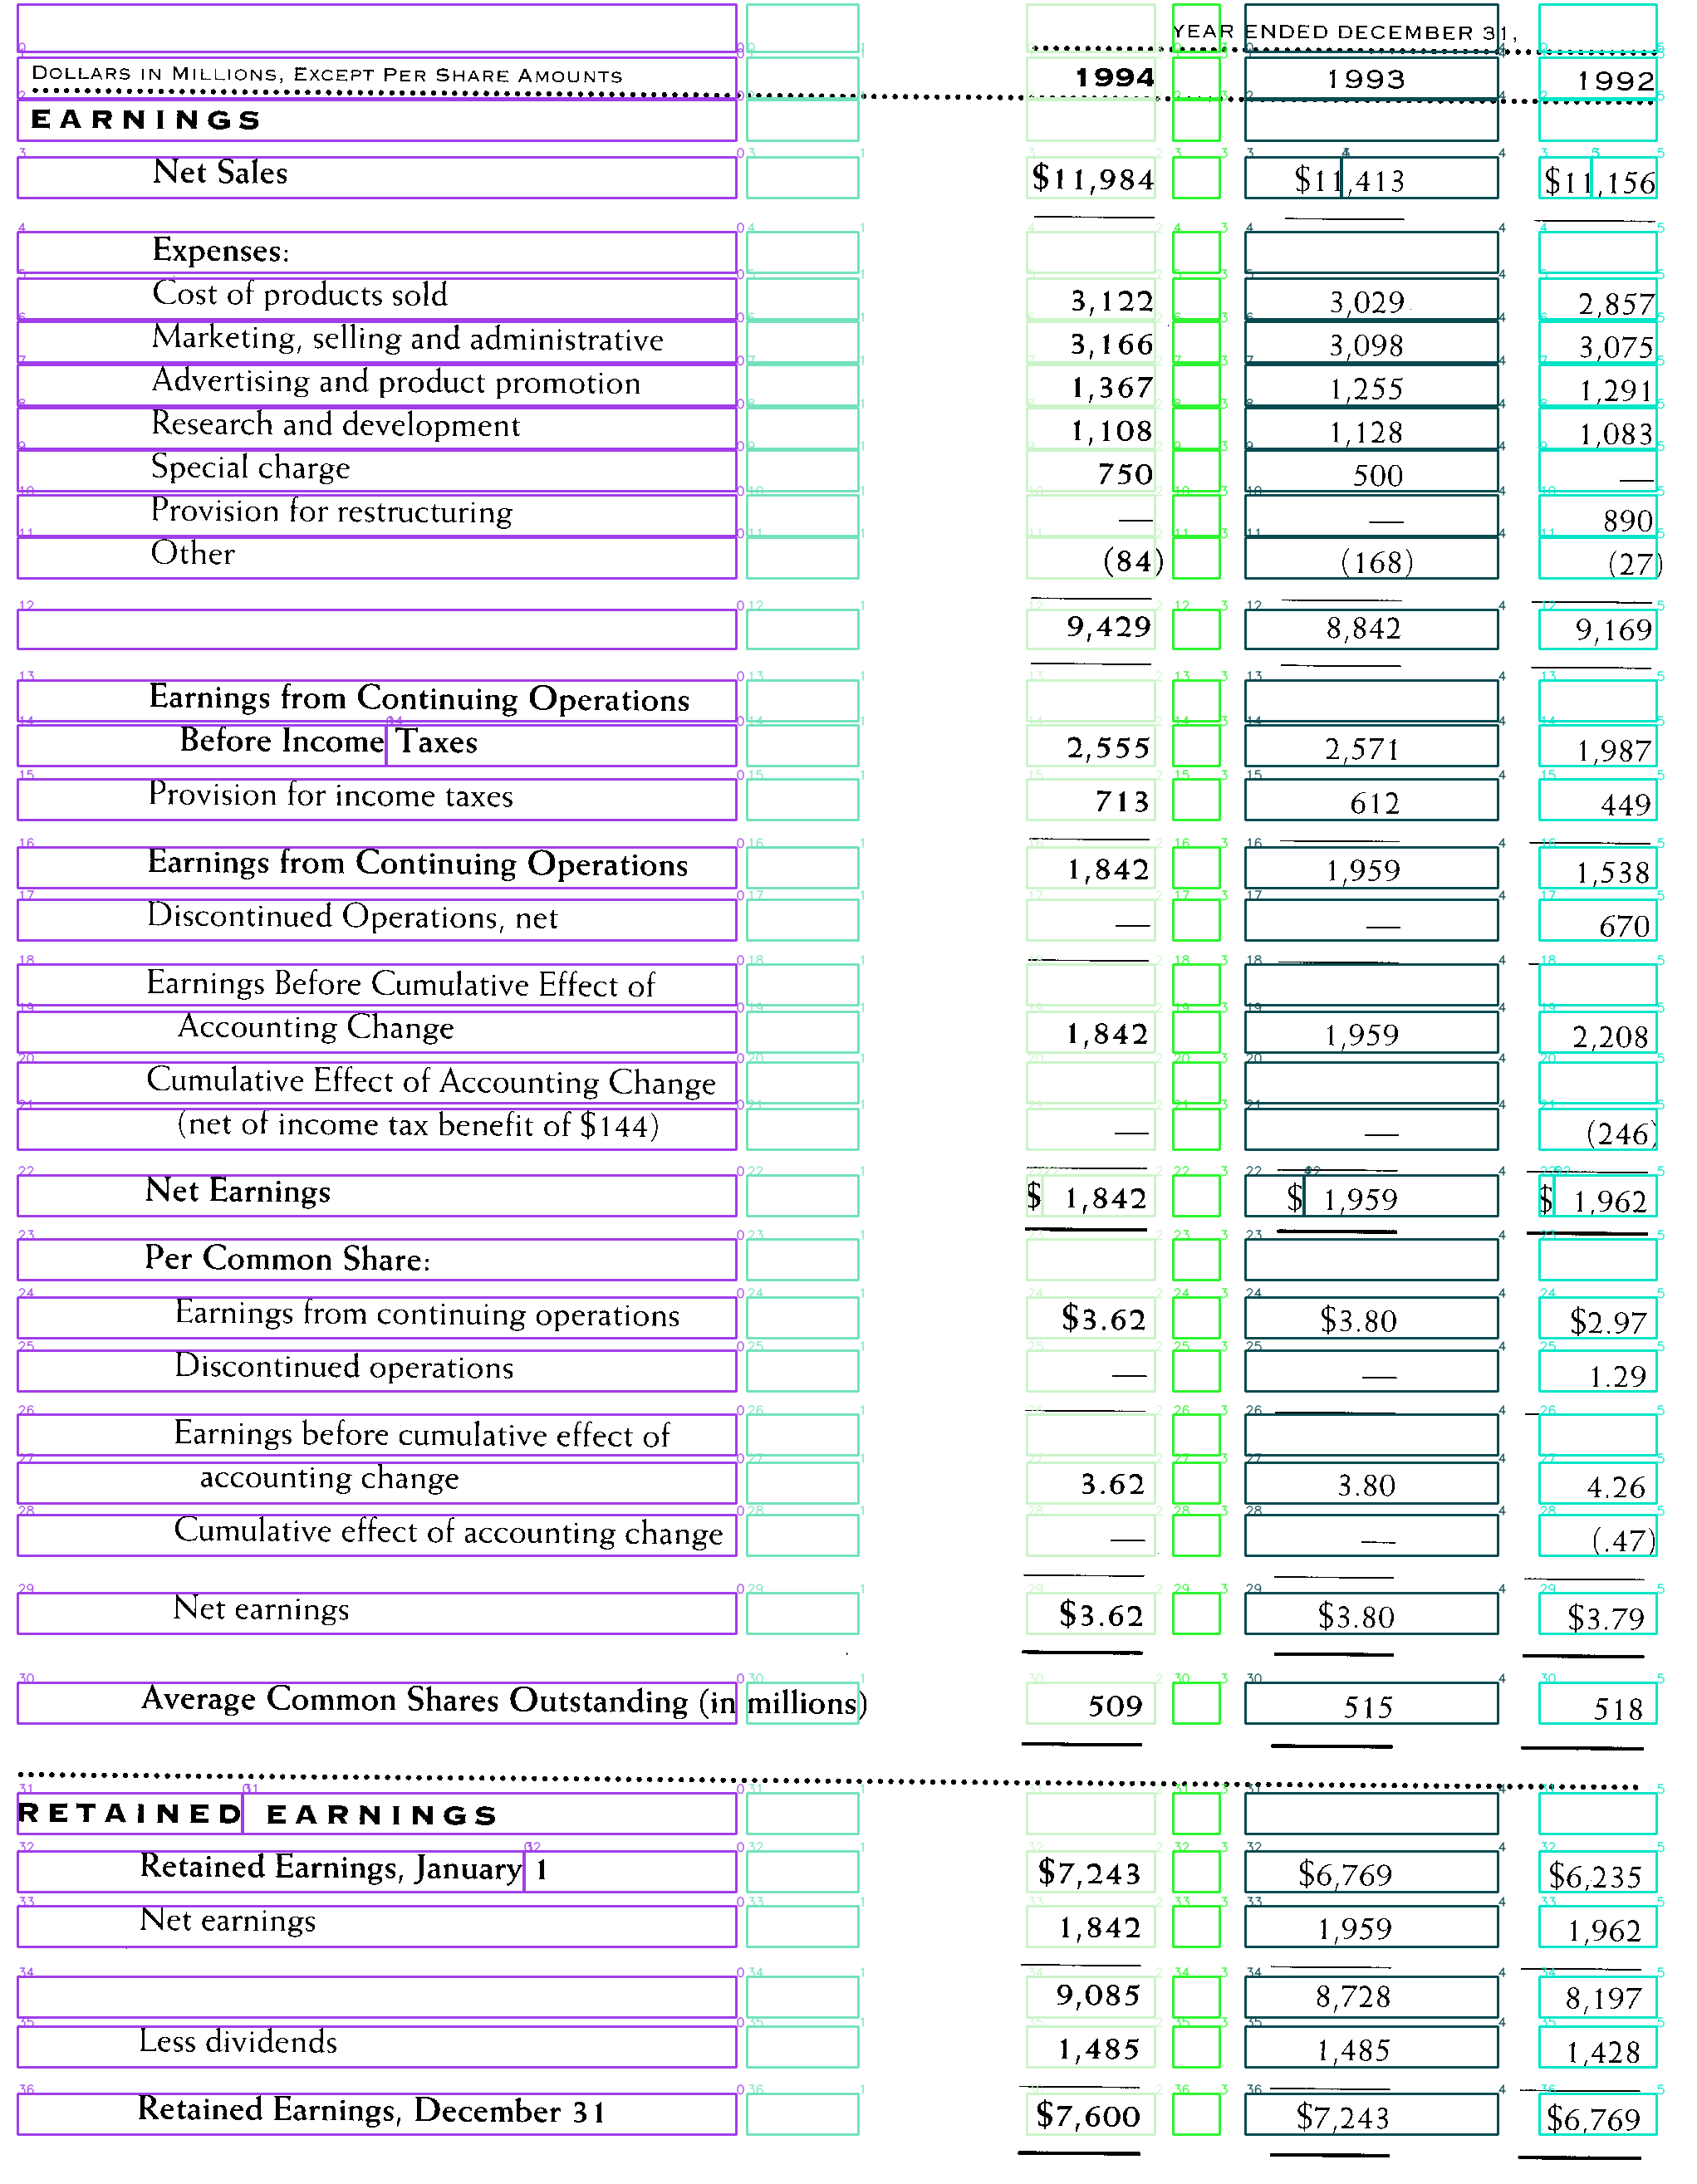 YEAR ENDED DECEMBER 31,
DOLLARS IN MILLIONS, EXCEPT PER SHARE AMOUNTS 1994 1993 1992
EARNINGS
Net Sales $11,984 $11,413 $11,156
Expenses:
Cost of products sold 3,122 3,029 2,857
Marketing, selling and administrative 3,166 3,098 3,075
Advertising and product promotion 1,367 1,255 1,291
Research and development 1,108 1,128 1,083
Special charge 750 500 —
Provision for restructuring — — 890
Other (84) (168) (27)
9,429 8,842 9,169
Earnings from Continuing Operations
Before Income Taxes 2,555 2,571 1,987
Provision for income taxes 713 612 449
Earnings from Continuing Operations 1,842 1,959 1,538
Discontinued Operations, net — — 670
Earnings Before Cumulative Effect of
Accounting Change 1,842 1,959 2,208
Cumulative Effect of Accounting Change
(net of income tax benefit of $144) — — (246)
Net Earnings $ 1,842 $ 1,959 $ 1,962
Per Common Share:
Earnings from continuing operations $3.62 $3.80 $2.97
Discontinued operations — — 1.29
Earnings before cumulative effect of
accounting change 3.62 3.80 4.26
Cumulative effect of accounting change — — (.47)
Net earnings $3.62 $3.80 $3.79
Average Common Shares Outstanding (in millions) 509 515 518
RETAINED EARNINGS
Retained Earnings, January 1 $7,243 $6,769 $6,235
Net earnings 1,842 1,959 1,962
9,085 8,728 8,197
Less dividends 1,485 1,485 1,428
Retained Earnings, December 31 $7,600 $7,243 $6,769